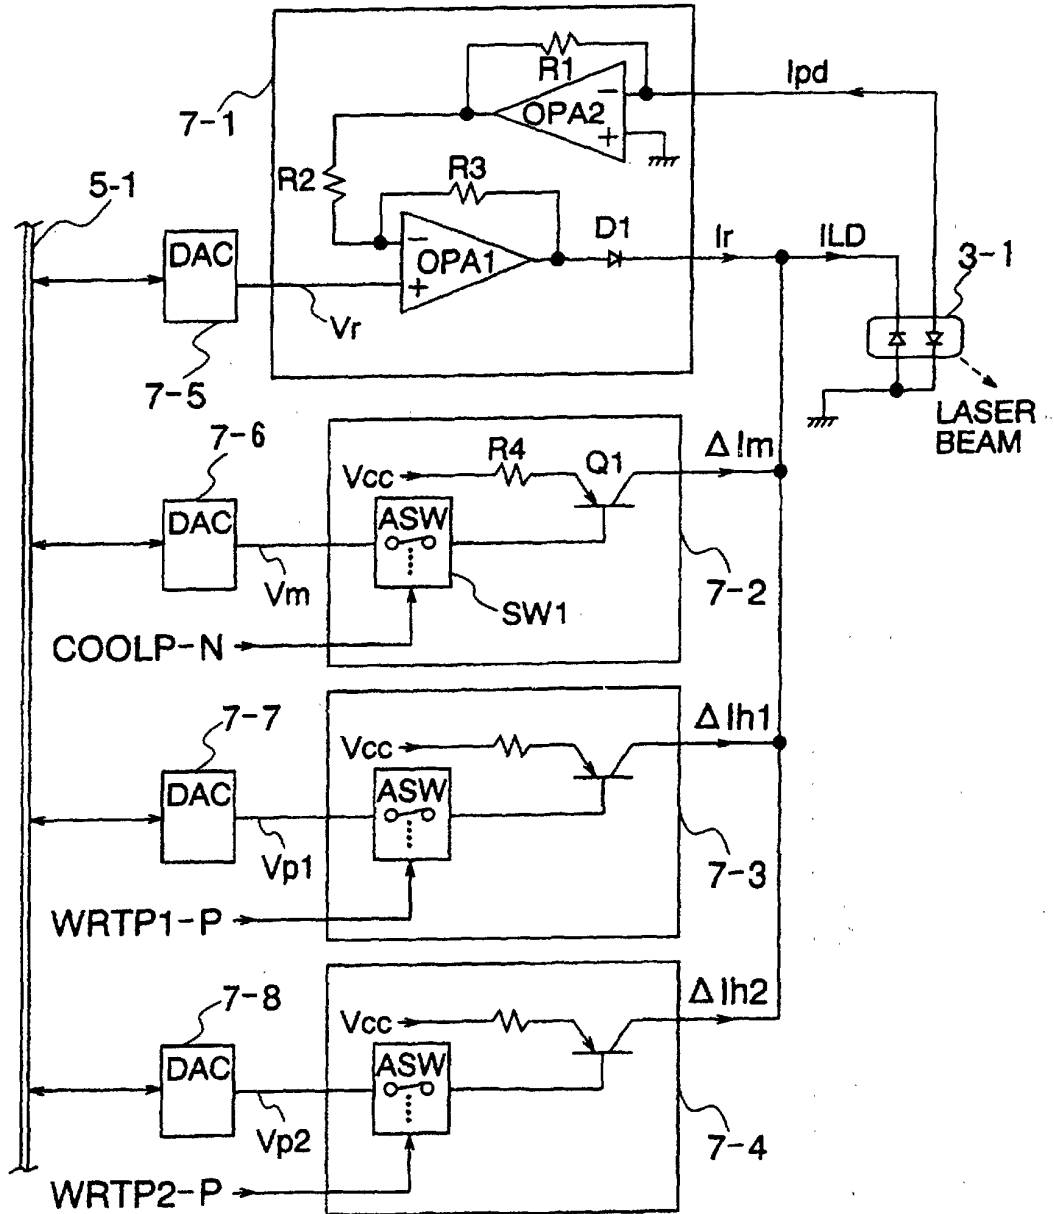 R1
Ipd
OPA2
−
+
7-1
R2
5-1
R3
DAC
−
OPA1
+
D1
Ir
ILD
3-1
Vr
7-5
LASER
BEAM
7-6
Vcc
R4
Q1
ΔIm
DAC
ASW
Vm
SW1
7-2
COOLP-N
7-7
Vcc
ΔIh1
DAC
ASW
Vp1
7-3
WRTP1-P
7-8
Vcc
ΔIh2
DAC
ASW
Vp2
7-4
WRTP2-P